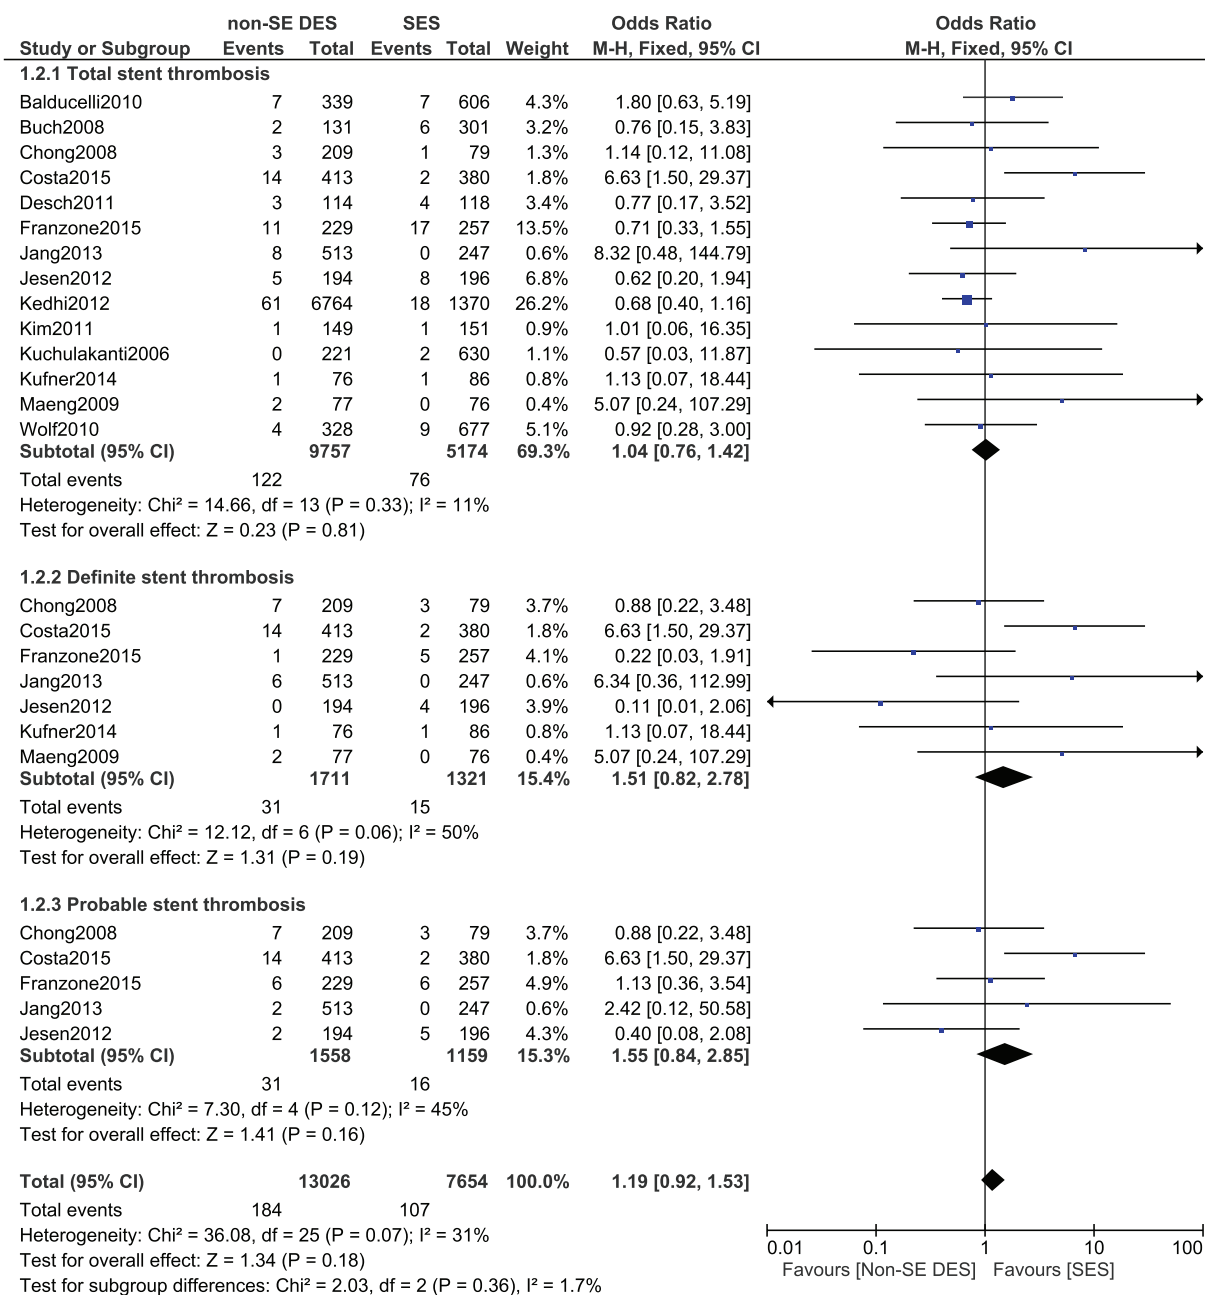 non-SE DES SES Odds Ratio Odds Ratio
Study or Subgroup Events Total Events Total Weight M-H, Fixed, 95% CI M-H, Fixed, 95% CI
1.2.1 Total stent thrombosis
Balducelli2010 7 339 7 606 4.3% 1.80 [0.63, 5.19]
Buch2008 2 131 6 301 3.2% 0.76 [0.15, 3.83]
Chong2008 3 209 1 79 1.3% 1.14 [0.12, 11.08]
Costa2015 14 413 2 380 1.8% 6.63 [1.50, 29.37]
Desch2011 3 114 4 118 3.4% 0.77 [0.17, 3.52]
Franzone2015 11 229 17 257 13.5% 0.71 [0.33, 1.55]
Jang2013 8 513 0 247 0.6% 8.32 [0.48, 144.79]
Jesen2012 5 194 8 196 6.8% 0.62 [0.20, 1.94]
Kedhi2012 61 6764 18 1370 26.2% 0.68 [0.40, 1.16]
Kim2011 1 149 1 151 0.9% 1.01 [0.06, 16.35]
Kuchulakanti2006 0 221 2 630 1.1% 0.57 [0.03, 11.87]
Kufner2014 1 76 1 86 0.8% 1.13 [0.07, 18.44]
Maeng2009 2 77 0 76 0.4% 5.07 [0.24, 107.29]
Wolf2010 4 328 9 677 5.1% 0.92 [0.28, 3.00]
Subtotal (95% CI) 9757 5174 69.3% 1.04 [0.76, 1.42]
Total events 122 76
Heterogeneity: Chi² = 14.66, df = 13 (P = 0.33); I² = 11%
Test for overall effect: Z = 0.23 (P = 0.81)
1.2.2 Definite stent thrombosis
Chong2008 7 209 3 79 3.7% 0.88 [0.22, 3.48]
Costa2015 14 413 2 380 1.8% 6.63 [1.50, 29.37]
Franzone2015 1 229 5 257 4.1% 0.22 [0.03, 1.91]
Jang2013 6 513 0 247 0.6% 6.34 [0.36, 112.99]
Jesen2012 0 194 4 196 3.9% 0.11 [0.01, 2.06]
Kufner2014 1 76 1 86 0.8% 1.13 [0.07, 18.44]
Maeng2009 2 77 0 76 0.4% 5.07 [0.24, 107.29]
Subtotal (95% CI) 1711 1321 15.4% 1.51 [0.82, 2.78]
Total events 31 15
Heterogeneity: Chi² = 12.12, df = 6 (P = 0.06); I² = 50%
Test for overall effect: Z = 1.31 (P = 0.19)
1.2.3 Probable stent thrombosis
Chong2008 7 209 3 79 3.7% 0.88 [0.22, 3.48]
Costa2015 14 413 2 380 1.8% 6.63 [1.50, 29.37]
Franzone2015 6 229 6 257 4.9% 1.13 [0.36, 3.54]
Jang2013 2 513 0 247 0.6% 2.42 [0.12, 50.58]
Jesen2012 2 194 5 196 4.3% 0.40 [0.08, 2.08]
Subtotal (95% CI) 1558 1159 15.3% 1.55 [0.84, 2.85]
Total events 31 16
Heterogeneity: Chi² = 7.30, df = 4 (P = 0.12); I² = 45%
Test for overall effect: Z = 1.41 (P = 0.16)
Total (95% CI) 13026 7654 100.0% 1.19 [0.92, 1.53]
Total events 184 107
Heterogeneity: Chi² = 36.08, df = 25 (P = 0.07); I² = 31%
Test for overall effect: Z = 1.34 (P = 0.18)
Test for subgroup differences: Chi² = 2.03, df = 2 (P = 0.36), I² = 1.7%
0.01 0.1 1 10 100
Favours [Non-SE DES] Favours [SES]